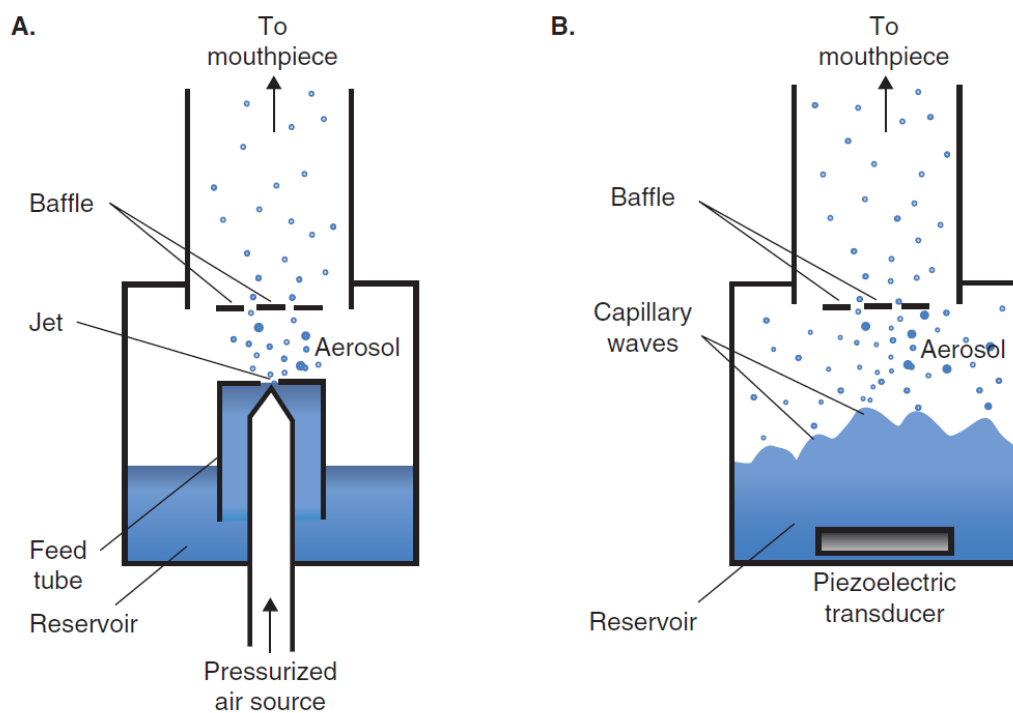 A.
To
mouthpiece
Baffle
Jet
Aerosol
Feed
tube
Reservoir
Pressurized
air source
B.
To
mouthpiece
Baffle
Capillary
waves
Aerosol
Reservoir
Piezoelectric
transducer